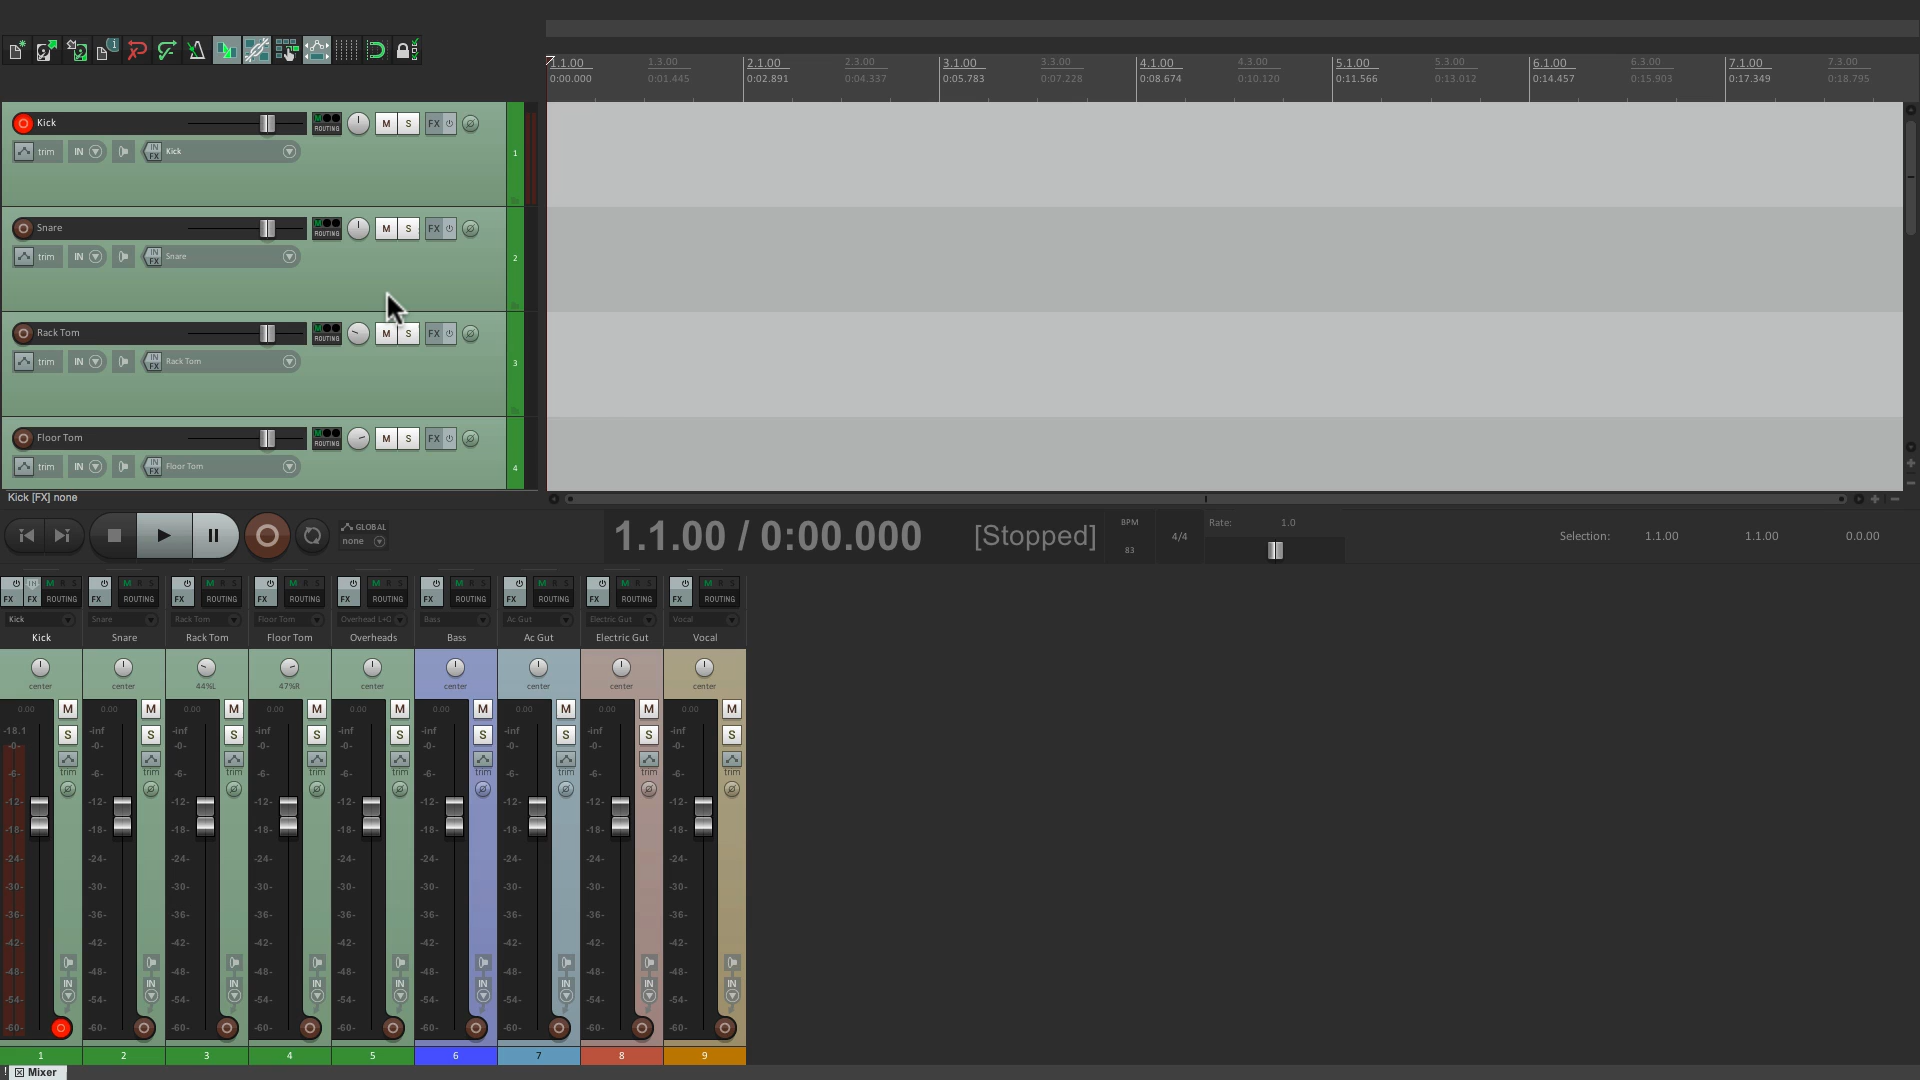 1.1.00 1.3.00 2.1.00 2.3.00 3.1.00 3.3.00 4.1.00 4.3.00 5.1.00 5.3.00 6.1.00 6.3.00 7.1.00 7.3.00
0:00.000 0:01.445 0:02.891 0:04.337 0:05.783 0:07.228 0:08.674 0:10.120 0:11.566 0:13.012 0:14.457 0:15.903 0:17.349 0:18.795
Kick M ROUTING M S FX
trim IN IN FX Kick 1
Snare M ROUTING M S FX
trim IN IN FX Snare 2
Rack Tom M ROUTING M S FX
trim IN IN FX Rack Tom 3
Floor Tom M ROUTING M S FX
trim IN IN FX Floor Tom 4
Kick [FX] none
GLOBAL
none
1.1.00 / 0:00.000 [Stopped]
BPM
83
4/4
Rate: 1.0
Selection: 1.1.00 1.1.00 0.0.00
IN M R S M R S M R S M R S M R S M R S M R S M R S M R S
FX FX ROUTING FX ROUTING FX ROUTING FX ROUTING FX ROUTING FX ROUTING FX ROUTING FX ROUTING FX ROUTING
Kick Snare Rack Tom Floor Tom Overhead L+C Bass Ac Gut Electric Gut Vocal
Kick Snare Rack Tom Floor Tom Overheads Bass Ac Gut Electric Gut Vocal
center center 44%L 47%R center center center center center
0.00 M 0.00 M 0.00 M 0.00 M 0.00 M 0.00 M 0.00 M 0.00 M 0.00 M
-18.1 S -inf S -inf S -inf S -inf S -inf S -inf S -inf S -inf S
-0- -0- -0- -0- -0- -0- -0- -0- -0-
-6- trim -6- trim -6- trim -6- trim -6- trim -6- trim -6- trim -6- trim -6- trim
-12- -12- -12- -12- -12- -12- -12- -12- -12-
-18- -18- -18- -18- -18- -18- -18- -18- -18-
-24- -24- -24- -24- -24- -24- -24- -24- -24-
-30- -30- -30- -30- -30- -30- -30- -30- -30-
-36- -36- -36- -36- -36- -36- -36- -36- -36-
-42- -42- -42- -42- -42- -42- -42- -42- -42-
-48- -48- -48- -48- -48- -48- -48- -48- -48-
IN IN IN IN IN IN IN IN IN
-54- -54- -54- -54- -54- -54- -54- -54- -54-
-60- -60- -60- -60- -60- -60- -60- -60- -60-
1 2 3 4 5 6 7 8 9
! Mixer